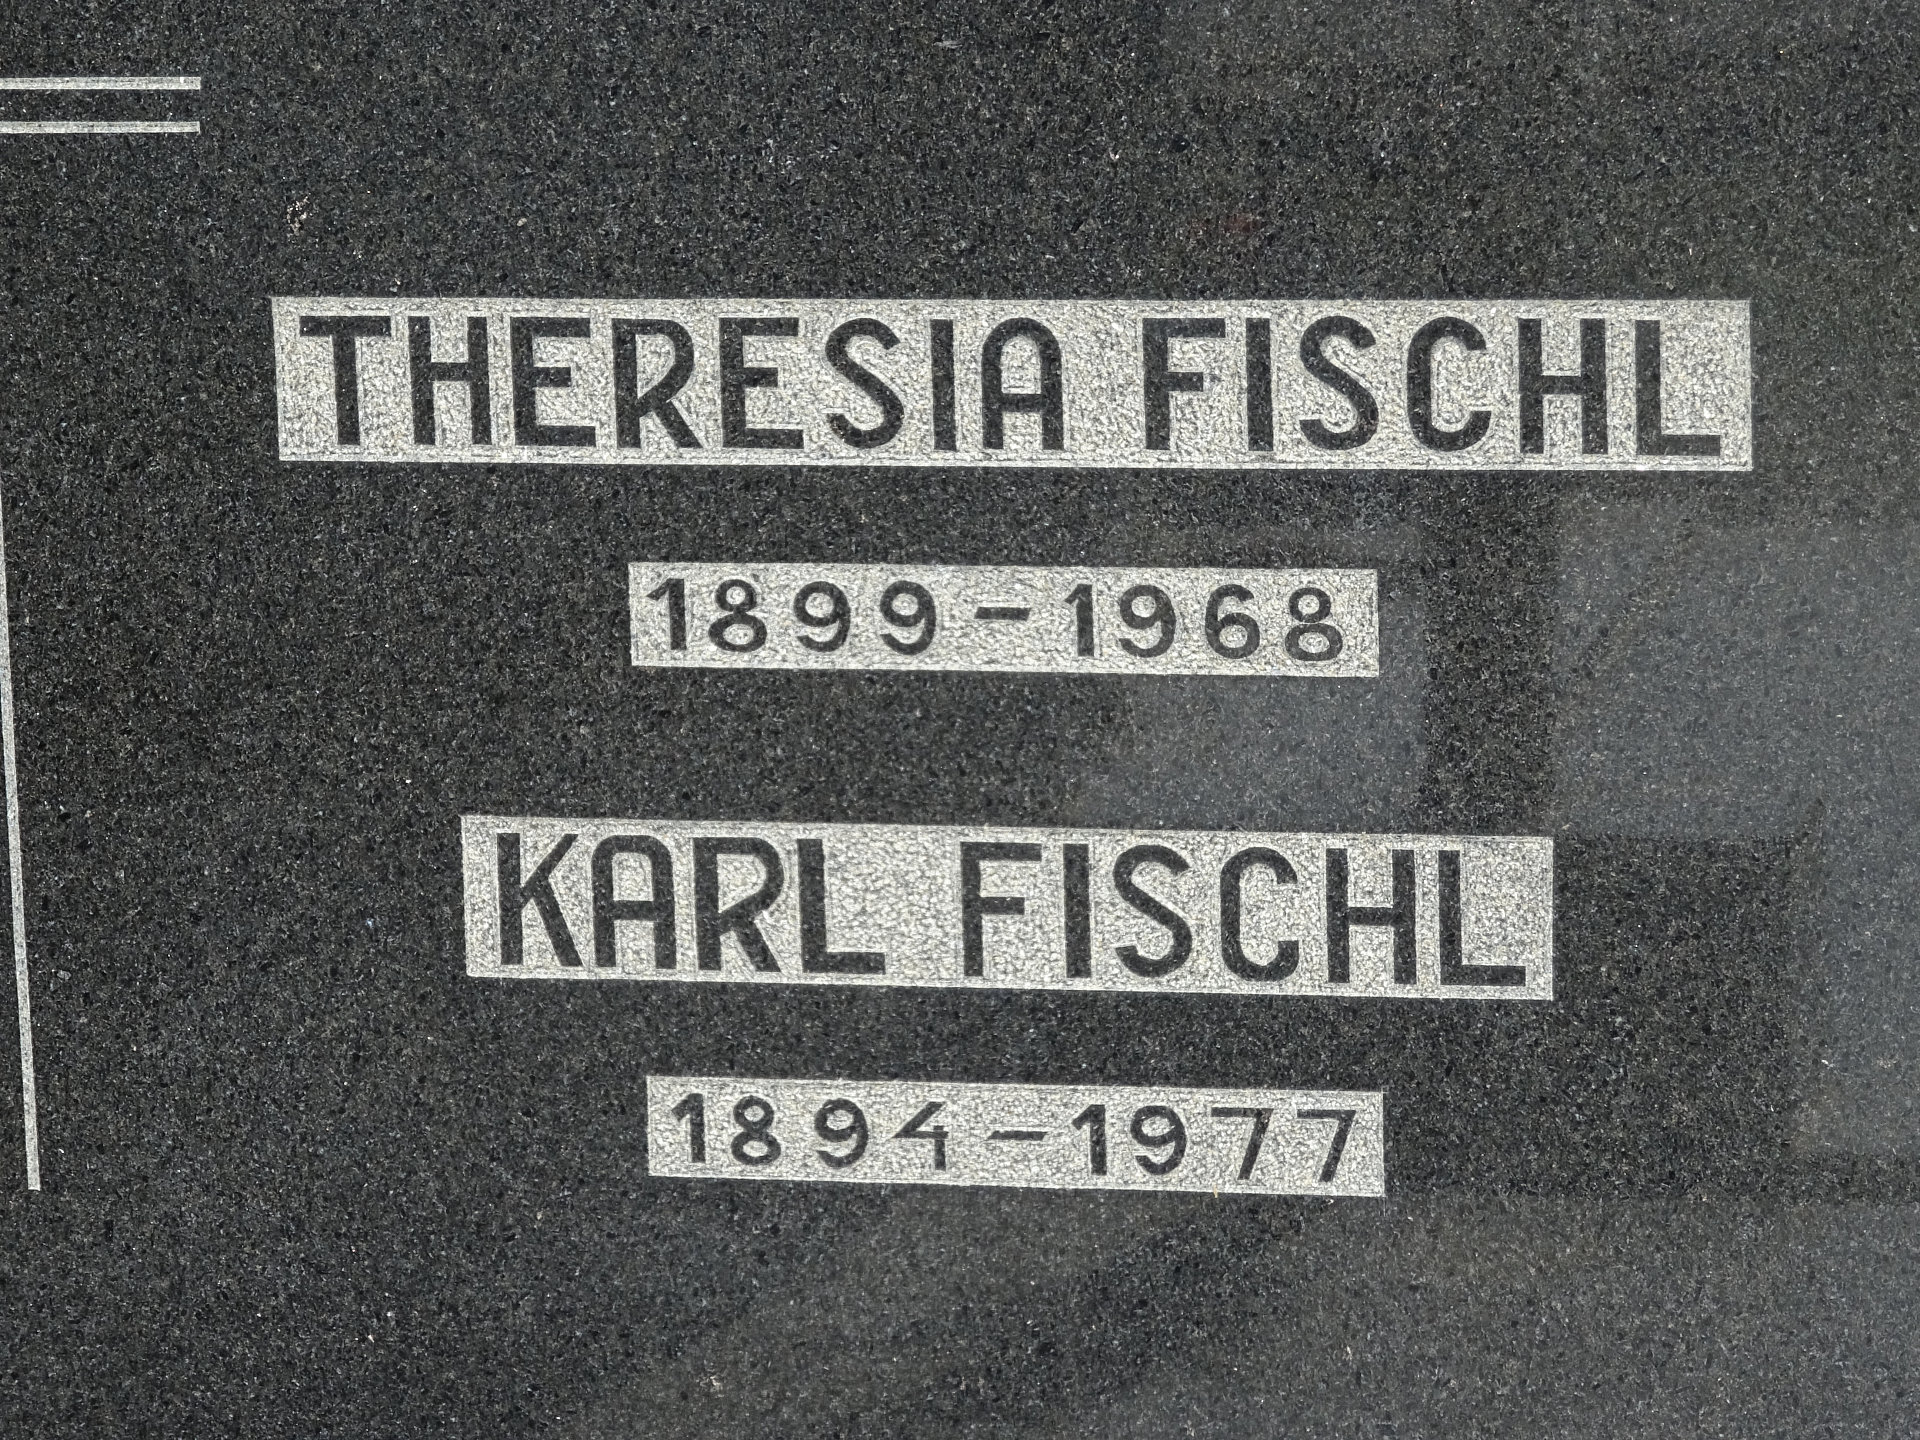 THERESIA FISCHL
1899-1968
KARL FISCHL
1894-1977